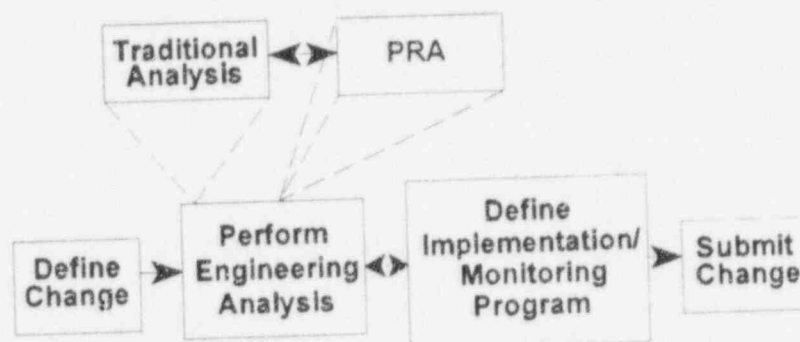 Traditional
Analysis
PRA
Define
Change
Perform
Engineering
Analysis
Define
Implementation/
Monitoring
Program
Submit
Change